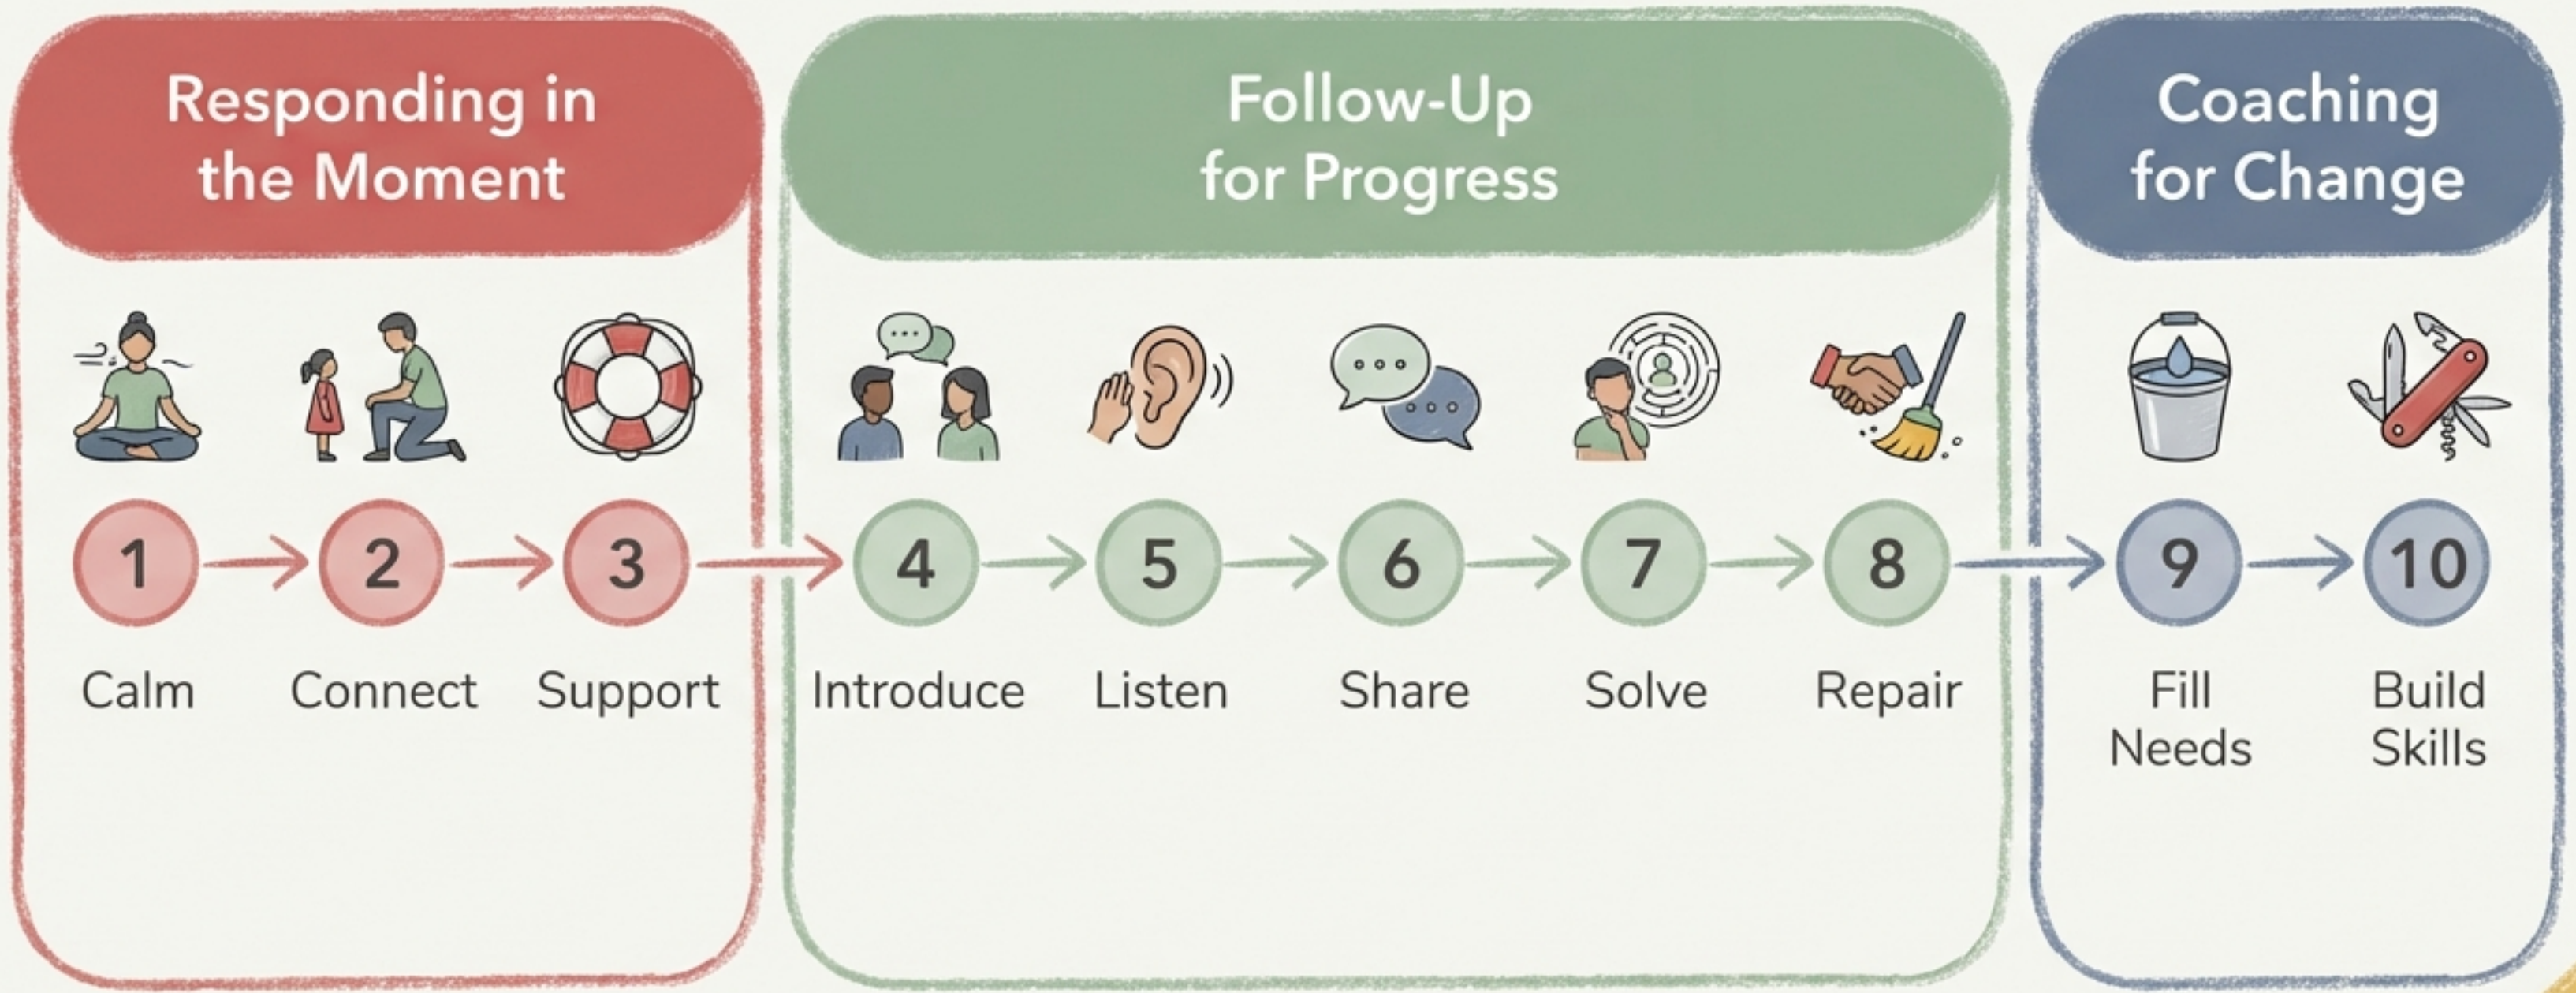 Responding in
the Moment
Follow-Up
for Progress
Coaching
for Change
1
2
3
4
5
6
7
8
9
10
Calm
Connect
Support
Introduce
Listen
Share
Solve
Repair
Fill
Needs
Build
Skills